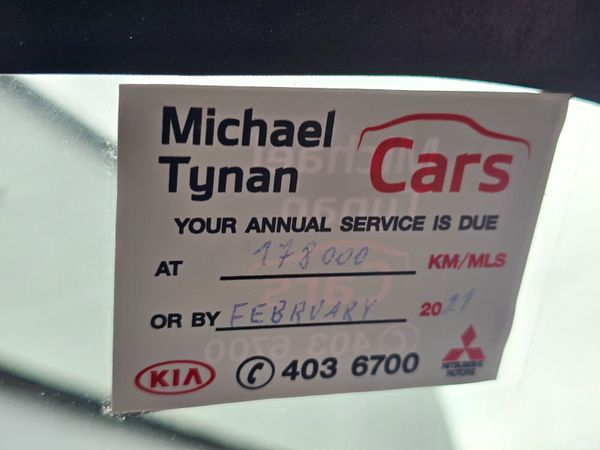 Michael
Tynan
Cars
YOUR ANNUAL SERVICE IS DUE
AT 178000 KM/MLS
OR BY FEBRUARY 2021
KIA 403 6700 MITSUBISHI
MOTORS